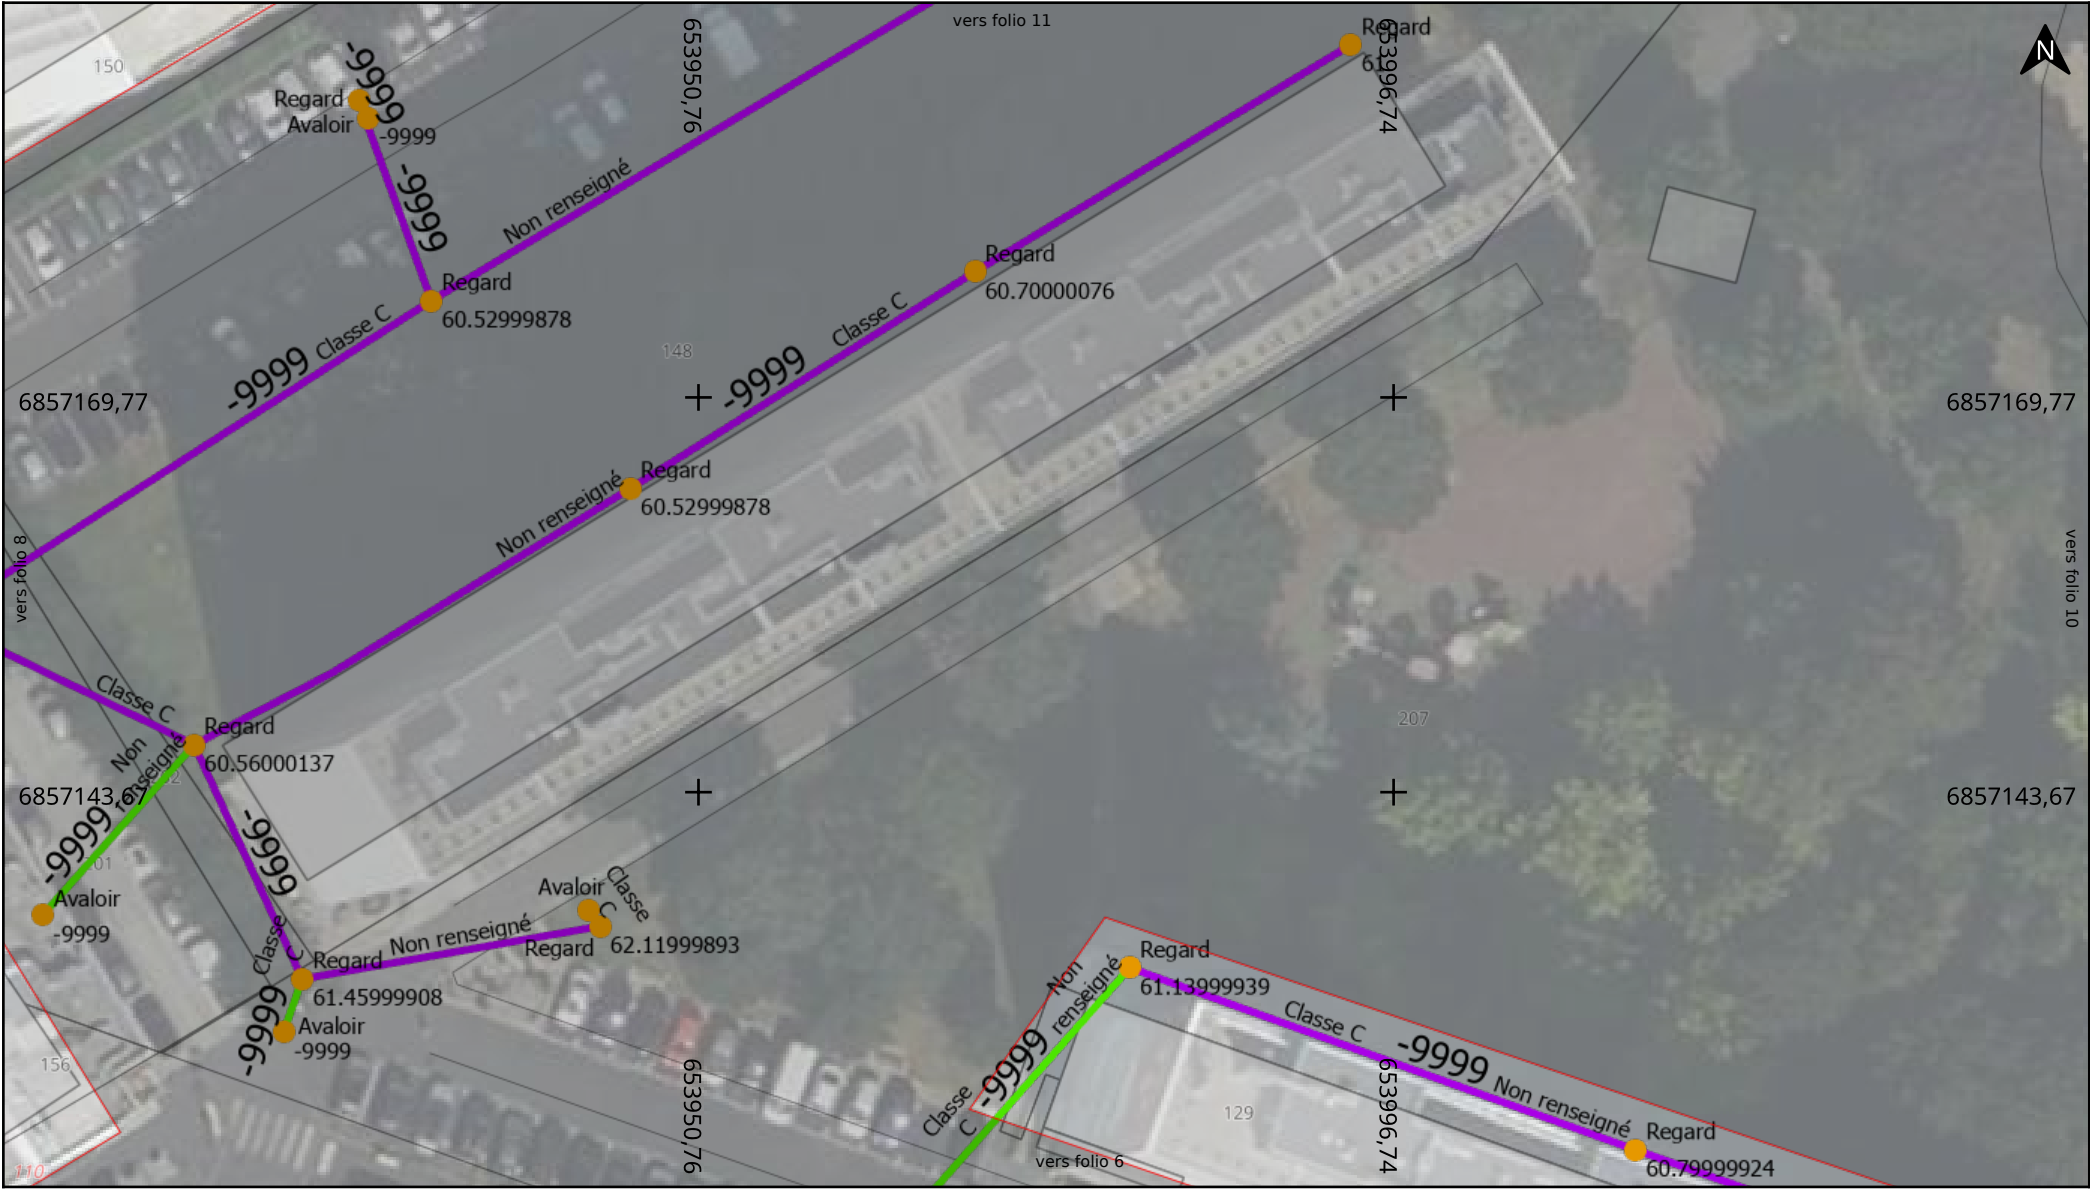 vers folio 11
653950,76
653996,74
Regard
61
N
150
-9999
Regard
Avaloir
-9999
-9999
Non renseigné
Regard
60.52999878
Classe C
-9999
148
Regard
60.70000076
Classe C
-9999
6857169,77
6857169,77
Regard
60.52999878
Non renseigné
vers folio 8
vers folio 10
Classe C
Regard
60.56000137
Non
renseigné
207
6857143,67
6857143,67
-9999
-9999
Avaloir
-9999
Avaloir
Classe
C
Non renseigné
Regard
62.11999893
Classe
C
Regard
61.45999908
-9999
Avaloir
-9999
156
110
Regard
61.13999939
Non
renseigné
-9999
Classe
C
Classe C
-9999
Non renseigné
129
653950,76
653996,74
vers folio 6
Regard
60.79999924